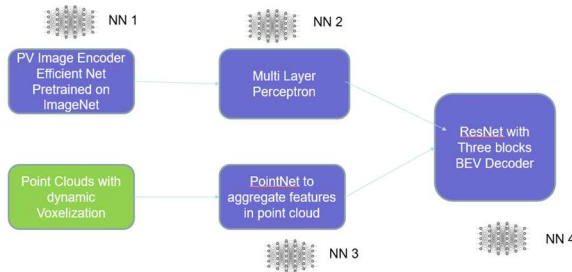 NN 1
NN 2
PV Image Encoder
Efficient Net
Pretrained on
ImageNet
Multi Layer
Perceptron
ResNet with
Three blocks
BEV Decoder
Point Clouds with
dynamic
Voxelization
PointNet to
aggregate features
in point cloud
NN 3
NN 4